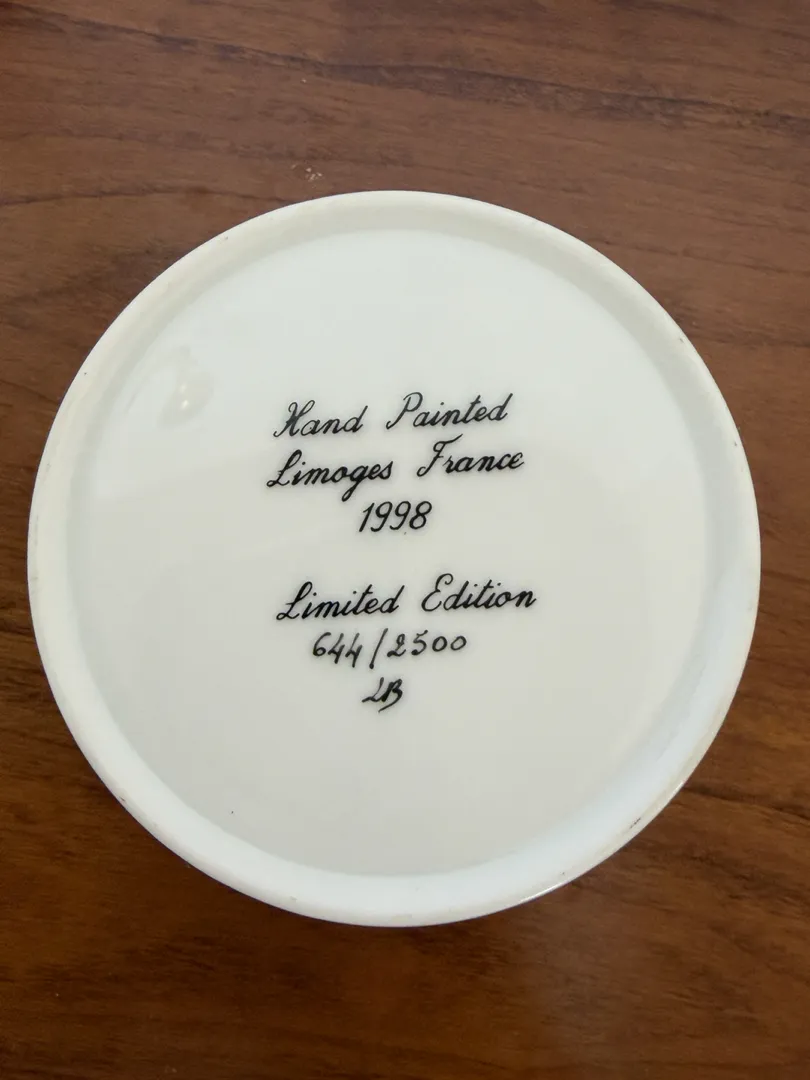 Hand Painted
Limoges France
1998
Limited Edition
644/2500
LB